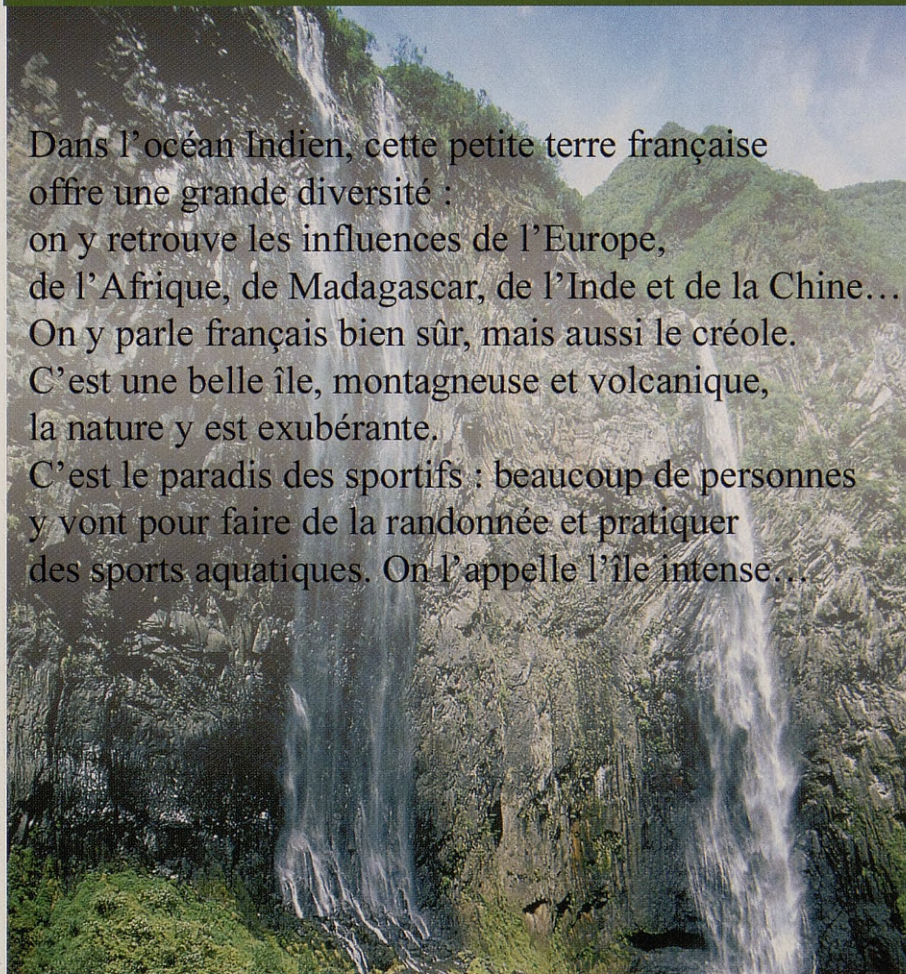 Dans l’océan Indien, cette petite terre française
offre une grande diversité :
on y retrouve les influences de l’Europe,
de l’Afrique, de Madagascar, de l’Inde et de la Chine…
On y parle français bien sûr, mais aussi le créole.
C’est une belle île, montagneuse et volcanique,
la nature y est exubérante.
C’est le paradis des sportifs : beaucoup de personnes
y vont pour faire de la randonnée et pratiquer
des sports aquatiques. On l’appelle l’île intense…